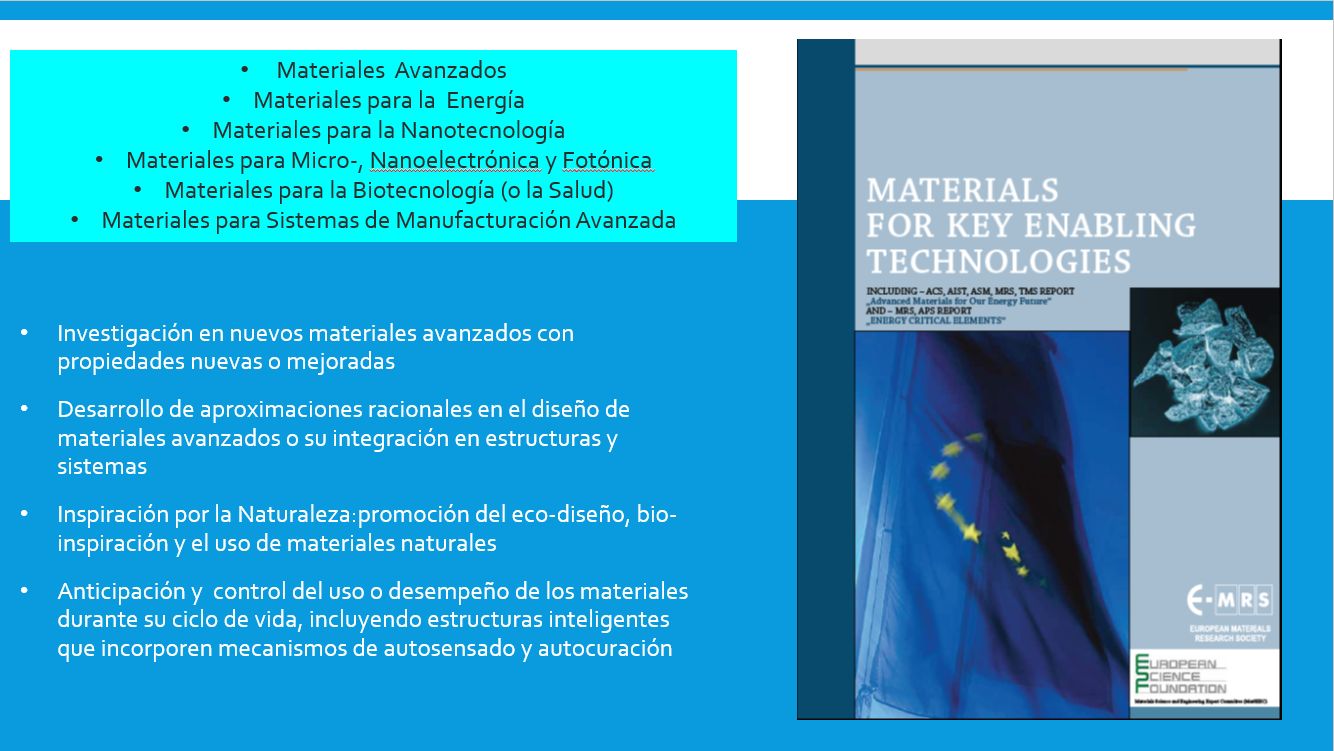 • Materiales Avanzados
• Materiales para la Energía
• Materiales para la Nanotecnología
• Materiales para Micro-, Nanoelectrónica y Fotónica
• Materiales para la Biotecnología (o la Salud)
• Materiales para Sistemas de Manufacturación Avanzada
• Investigación en nuevos materiales avanzados con
propiedades nuevas o mejoradas
• Desarrollo de aproximaciones racionales en el diseño de
materiales avanzados o su integración en estructuras y
sistemas
• Inspiración por la Naturaleza:promoción del eco-diseño, bio-
inspiración y el uso de materiales naturales
• Anticipación y control del uso o desempeño de los materiales
durante su ciclo de vida, incluyendo estructuras inteligentes
que incorporen mecanismos de autosensado y autocuración
MATERIALS
FOR KEY ENABLING
TECHNOLOGIES
INCLUDING – ACS, AIST, ASM, MRS, TMS REPORT
„Advanced Materials for Our Energy Future"
AND – MRS, APS REPORT
„ENERGY CRITICAL ELEMENTS"
E-MRS
EUROPEAN MATERIALS
RESEARCH SOCIETY
EUROPEAN
SCIENCE
FOUNDATION
Materials Science and Engineering Expert Committee (MatSEEC)